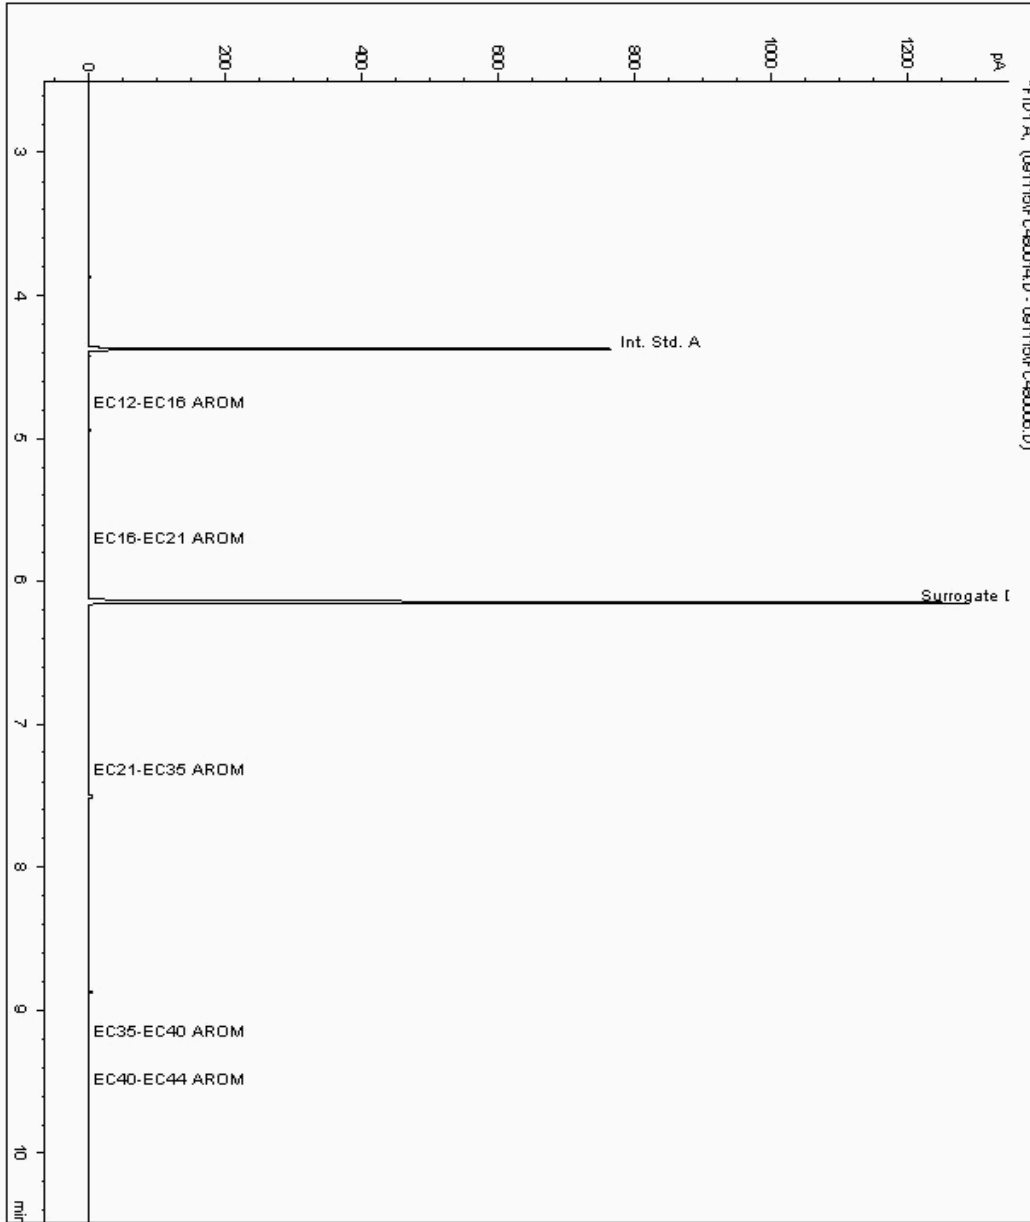 0 200 400 600 800 1000 1200 pA
3
4
Int. Std. A
EC12-EC16 AROM
5
EC16-EC21 AROM
6
Surrogate
7
EC21-EC35 AROM
8
9
EC35-EC40 AROM
EC40-EC44 AROM
10